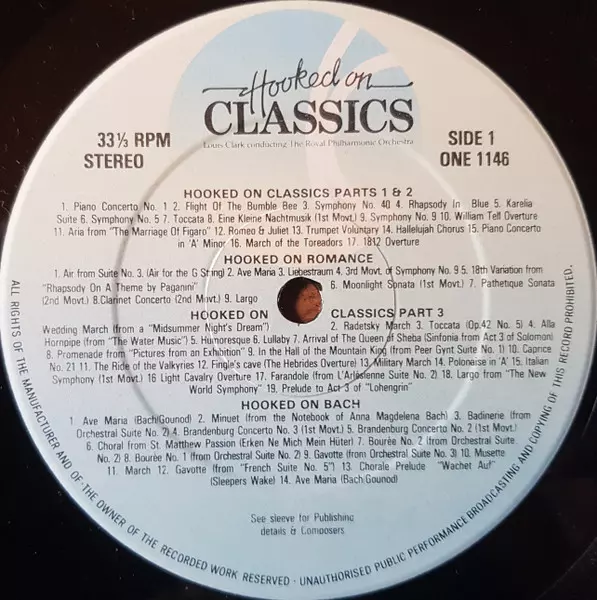 Hooked on
CLASSICS
Louis Clark conducting The Royal Philharmonic Orchestra
33⅓ RPM
STEREO
SIDE 1
ONE 1146
HOOKED ON CLASSICS PARTS 1 & 2
1. Piano Concerto No. 1 2. Flight Of The Bumble Bee 3. Symphony No. 40 4. Rhapsody In Blue 5. Karelia
Suite 6. Symphony No. 5 7. Toccata 8. Eine Kleine Nachtmusik (1st Movt.) 9. Symphony No. 9 10. William Tell Overture
11. Aria from "The Marriage Of Figaro" 12. Romeo & Juliet 13. Trumpet Voluntary 14. Hallelujah Chorus 15. Piano Concerto
in 'A' Minor 16. March of the Toreadors 17. 1812 Overture
HOOKED ON ROMANCE
1. Air from Suite No. 3. (Air for the G String) 2. Ave Maria 3. Liebestraum 4. 3rd Movt. of Symphony No. 9 5. 18th Variation from
"Rhapsody On A Theme by Paganini" 6. Moonlight Sonata (1st Movt.) 7. Pathetique Sonata
(2nd Movt.) 8. Clarinet Concerto (2nd Movt.) 9. Largo
HOOKED ON CLASSICS PART 3
Wedding March (from a "Midsummer Night's Dream") 2. Radetsky March 3. Toccata (Op.42 No. 5) 4. Alla
Hornpipe (from "The Water Music") 5. Humoresque 6. Lullaby 7. Arrival of The Queen of Sheba (Sinfonia from Act 3 of Solomon)
8. Promenade from "Pictures from an Exhibition" 9. In the Hall of the Mountain King (from Peer Gynt Suite No. 1) 10. Caprice
No. 21 11. The Ride of the Valkyries 12. Fingle's cave (The Hebrides Overture) 13. Military March 14. Polonaise in 'A' 15. Italian
Symphony (1st Movt.) 16 Light Cavalry Overture 17. Farandole (from L'Arlésienne Suite No. 2) 18. Largo from "The New
World Symphony" 19. Prelude to Act 3 of "Lohengrin"
HOOKED ON BACH
1. Ave Maria (Bach/Gounod) 2. Minuet (from the Notebook of Anna Magdelena Bach) 3. Badinerie (from
Orchestral Suite No. 2) 4. Brandenburg Concerto No. 3 (1st Movt.) 5. Brandenburg Concerto No. 2 (1st Movt.)
6. Choral from St. Matthew Passion (Erken Ne Mich Mein Hüter) 7. Bourèe No. 2 (from Orchestral Suite
No. 2) 8. Bourèe No. 1 (from Orchestral Suite No. 2) 9. Gavotte (from Orchestral Suite No. 3) 10. Musette
11. March 12. Gavotte (from "French Suite No. 5") 13. Chorale Prelude "Wachet Auf"
(Sleepers Wake) 14. Ave Maria (Bach/Gounod)
See sleeve for Publishing
details & Composers
ALL RIGHTS OF THE MANUFACTURER AND OF THE OWNER OF THE RECORDED WORK RESERVED · UNAUTHORISED PUBLIC PERFORMANCE BROADCASTING AND COPYING OF THIS RECORD PROHIBITED.